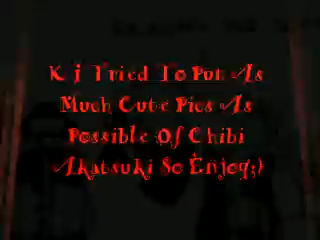 K, i Tried To Put As
Much Cute Pics As
Possible Of Chibi
Akatsuki So Enjoy;)